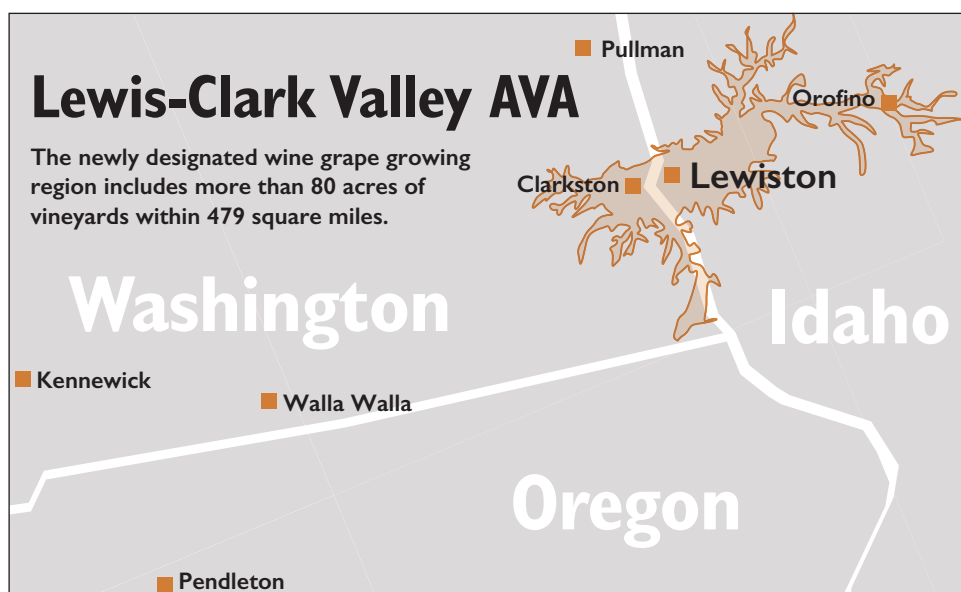 Pullman
Lewis-Clark Valley AVA
Orofino
The newly designated wine grape growing
region includes more than 80 acres of
vineyards within 479 square miles.
Clarkston
Lewiston
Washington
Idaho
Kennewick
Walla Walla
Oregon
Pendleton